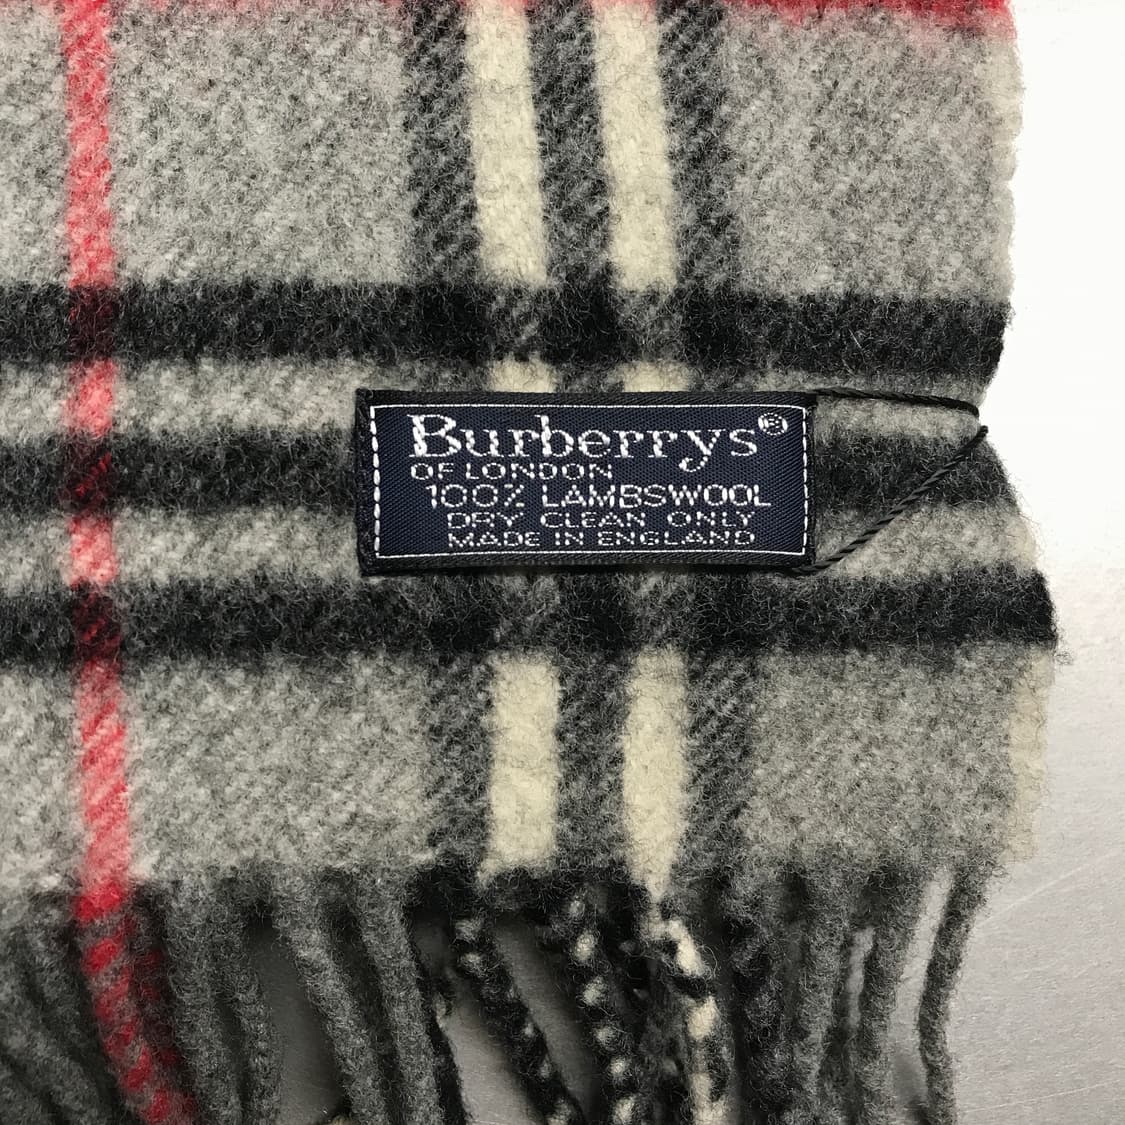 Burberrys®
OF LONDON
100% LAMBSWOOL
DRY CLEAN ONLY
MADE IN ENGLAND